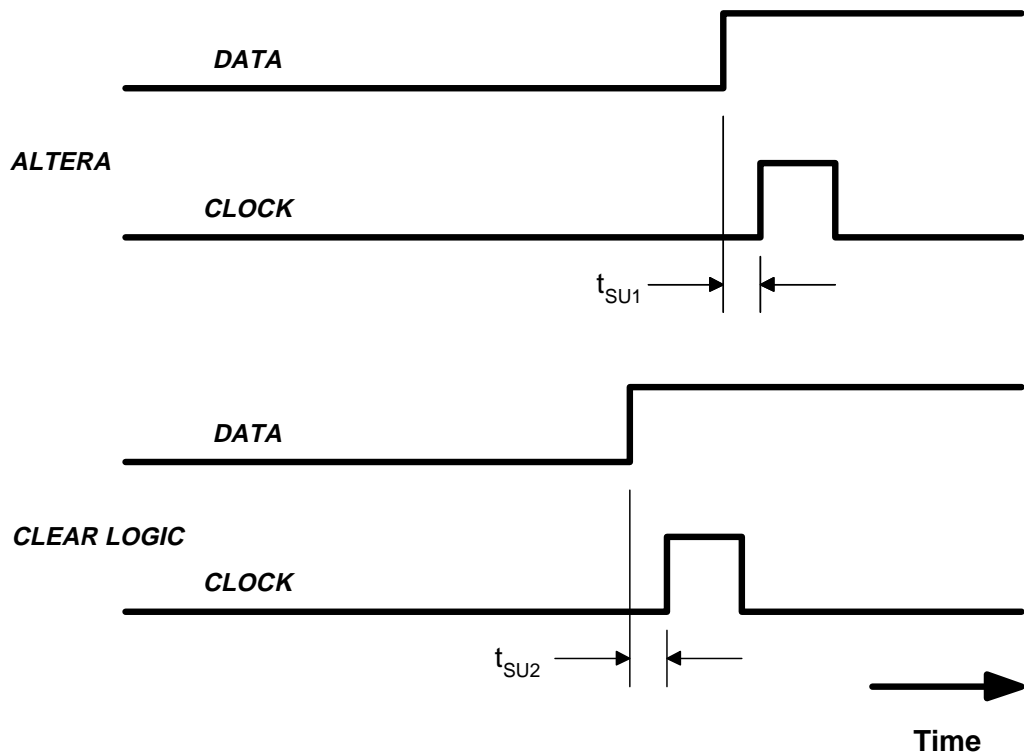 DATA
ALTERA
CLOCK
tSU1
DATA
CLEAR LOGIC
CLOCK
tSU2
Time